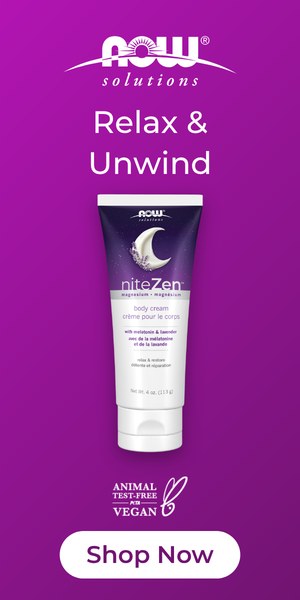 NOW®
solutions
Relax &
Unwind
NOW
solutions
niteZen™
magnesium • magnésium
body cream
crème pour le corps
with melatonin & lavender
avec de la mélatonine
et de la lavande
relax & restore
détente et réparation
Net Wt. 4 oz. (113 g)
ANIMAL
TEST-FREE
PETA
VEGAN
Shop Now